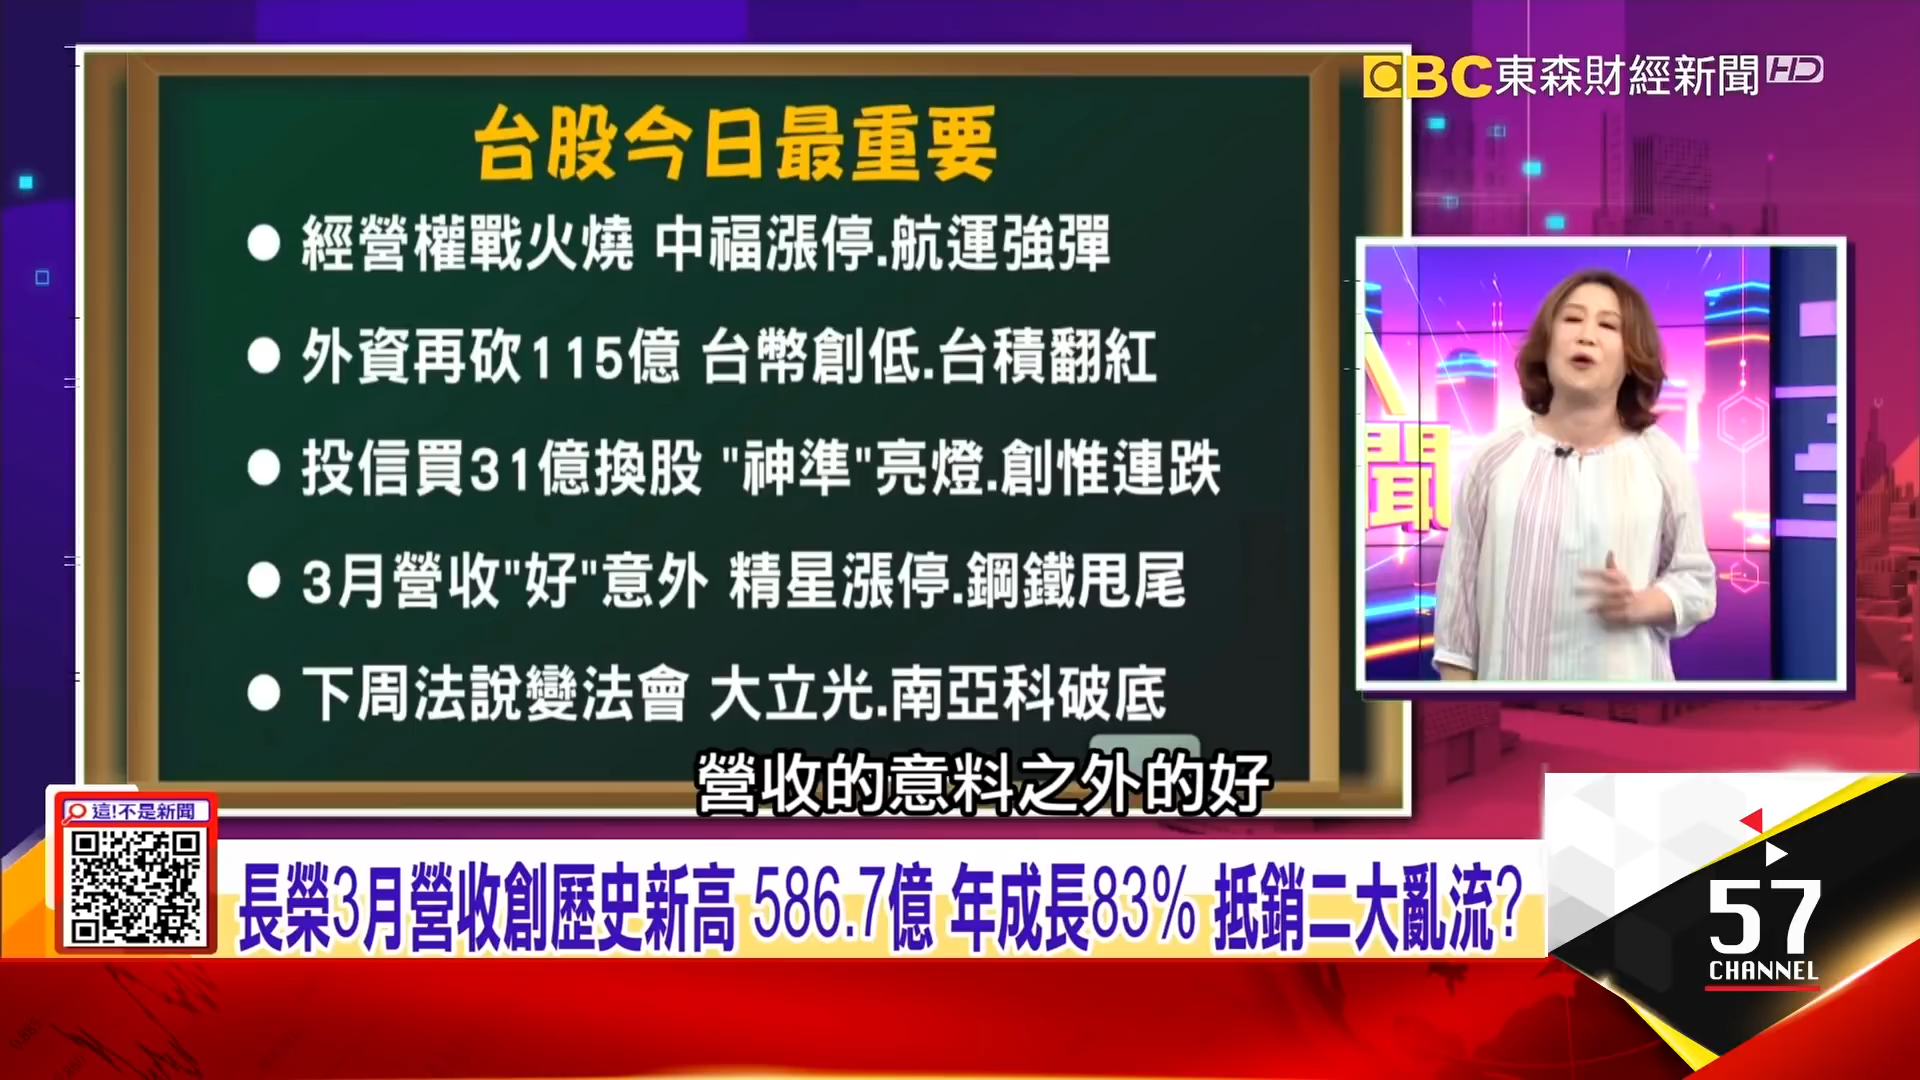 EBC東森財經新聞HD
台股今日最重要
● 經營權戰火燒 中福漲停.航運強彈
● 外資再砍115億 台幣創低.台積翻紅
● 投信買31億換股 "神準"亮燈.創惟連跌
● 3月營收"好"意外 精星漲停.鋼鐵甩尾
● 下周法說變法會 大立光.南亞科破底
聞
營收的意料之外的好
這!不是新聞
長榮3月營收創歷史新高 586.7億 年成長83% 抵銷二大亂流?
57
CHANNEL